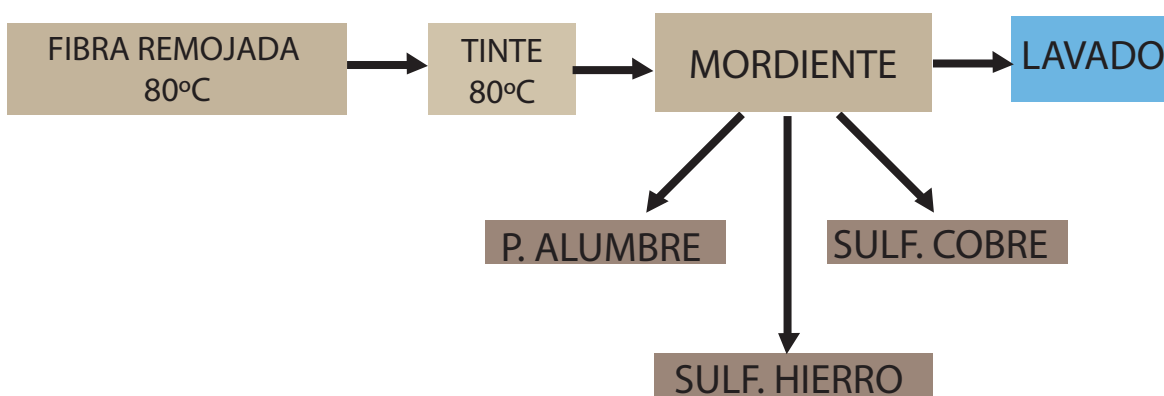 FIBRA REMOJADA
80ºC
TINTE
80ºC
MORDIENTE
LAVADO
P. ALUMBRE
SULF. COBRE
SULF. HIERRO